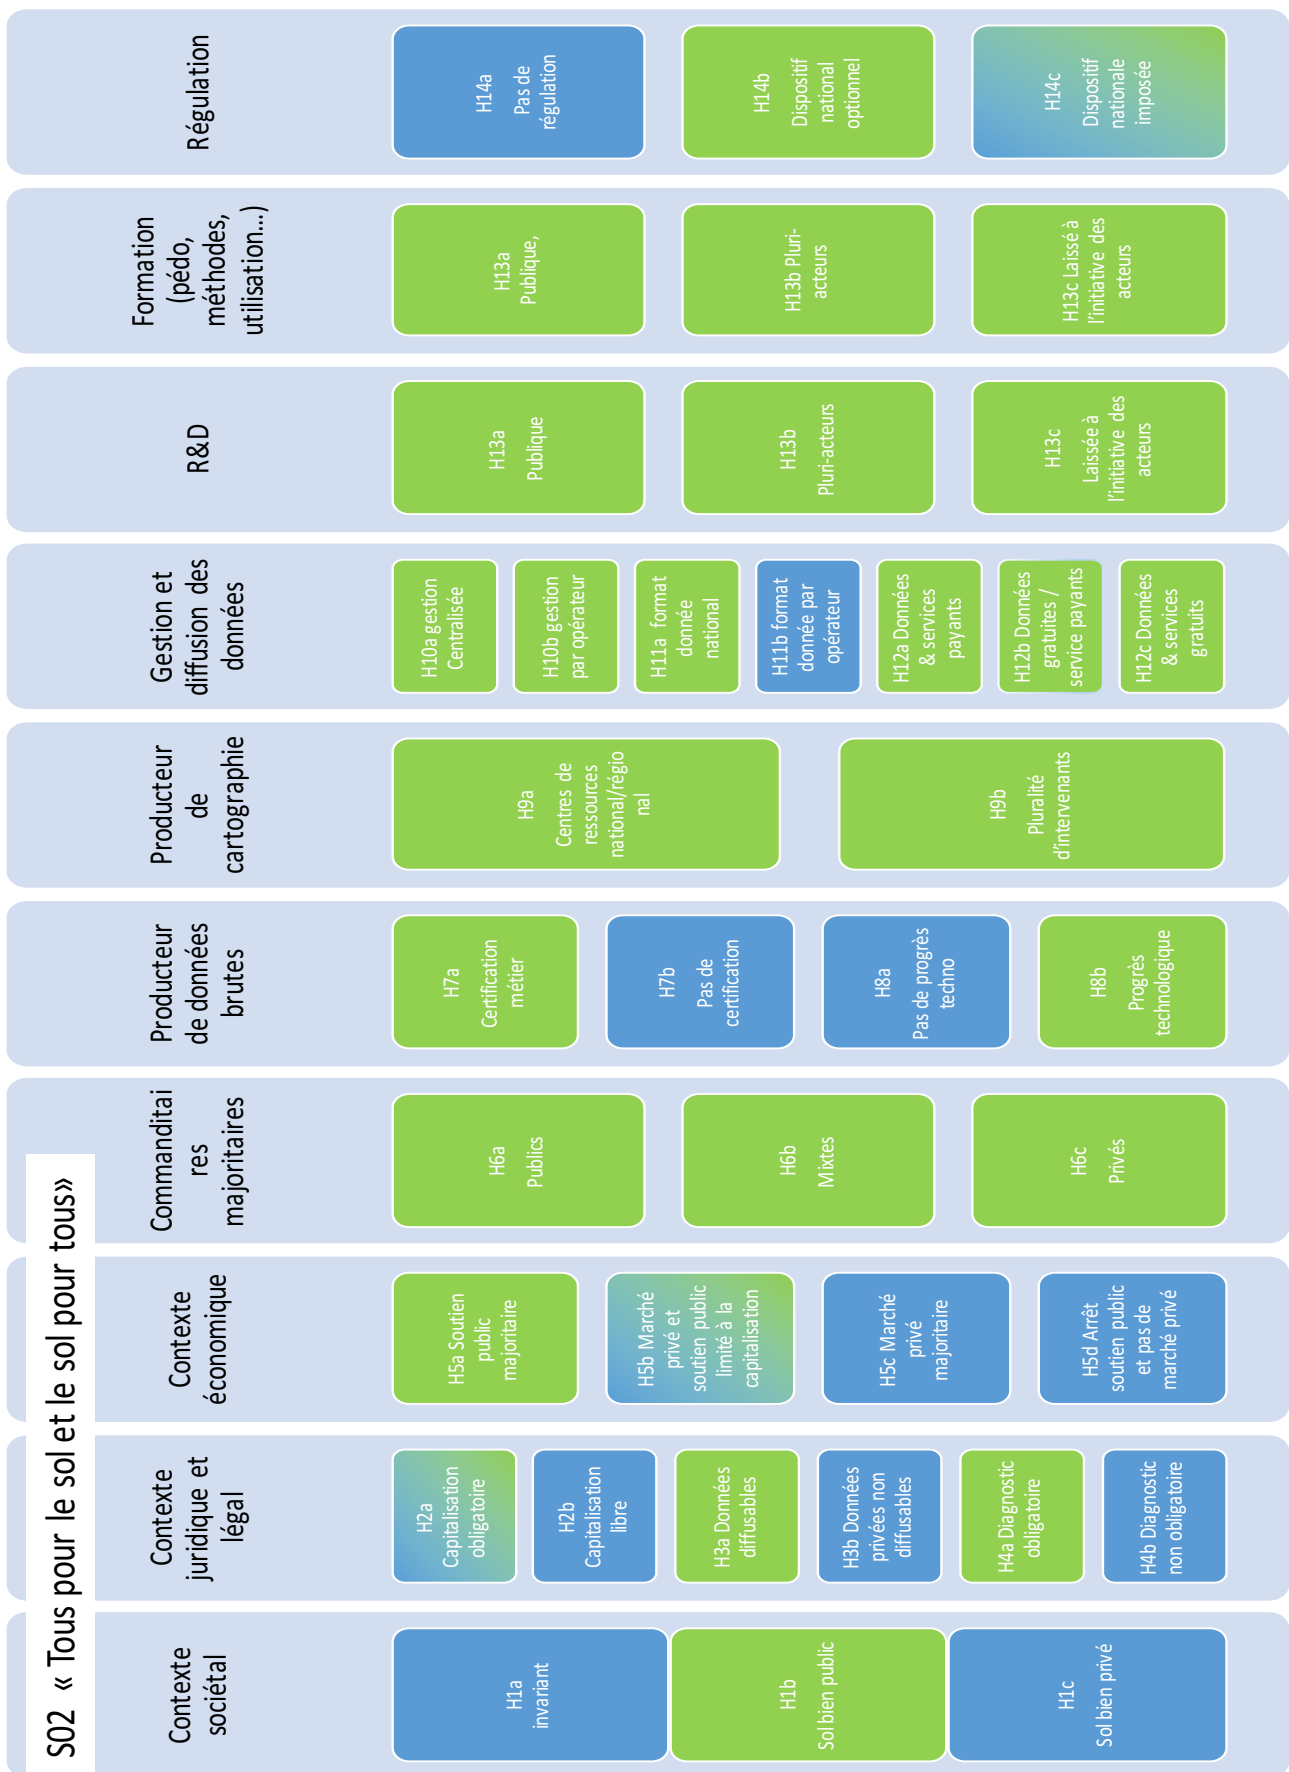 S02 « Tous pour le sol et le sol pour tous»
Contexte
sociétal
H1a
invariant
H1b
Sol bien public
H1c
Sol bien privé
Contexte
juridique et
légal
H2a
Capitalisation
obligatoire
H2b
Capitalisation
libre
H3a Données
diffusables
H3b Données
privées non
diffusables
H4a Diagnostic
obligatoire
H4b Diagnostic
non obligatoire
Contexte
économique
H5a Soutien
public
majoritaire
H5b Marché
privé et
soutien public
limité à la
capitalisation
H5c Marché
privé
majoritaire
H5d Arrêt
soutien public
et pas de
marché privé
Commanditai
res
majoritaires
H6a
Publics
H6b
Mixtes
H6c
Privés
Producteur
de données
brutes
H7a
Certification
métier
H7b
Pas de
certification
H8a
Pas de progrès
techno
H8b
Progrès
technologique
Producteur
de
cartographie
H9a
Centres de
ressources
national/régio
nal
H9b
Pluralité
d'intervenants
Gestion et
diffusion des
données
H10a gestion
Centralisée
H10b gestion
par opérateur
H11a format
donnée
national
H11b format
donnée par
opérateur
H12a Données
& services
payants
H12b Données
gratuites /
service payants
H12c Données
& services
gratuits
R&D
H13a
Publique
H13b
Pluri-acteurs
H13c
Laissée à
l'initiative des
acteurs
Formation
(pédo,
méthodes,
utilisation...)
H13a
Publique,
H13b Pluri-
acteurs
H13c Laissé à
l'initiative des
acteurs
Régulation
H14a
Pas de
régulation
H14b
Dispositif
national
optionnel
H14c
Dispositif
nationale
imposée